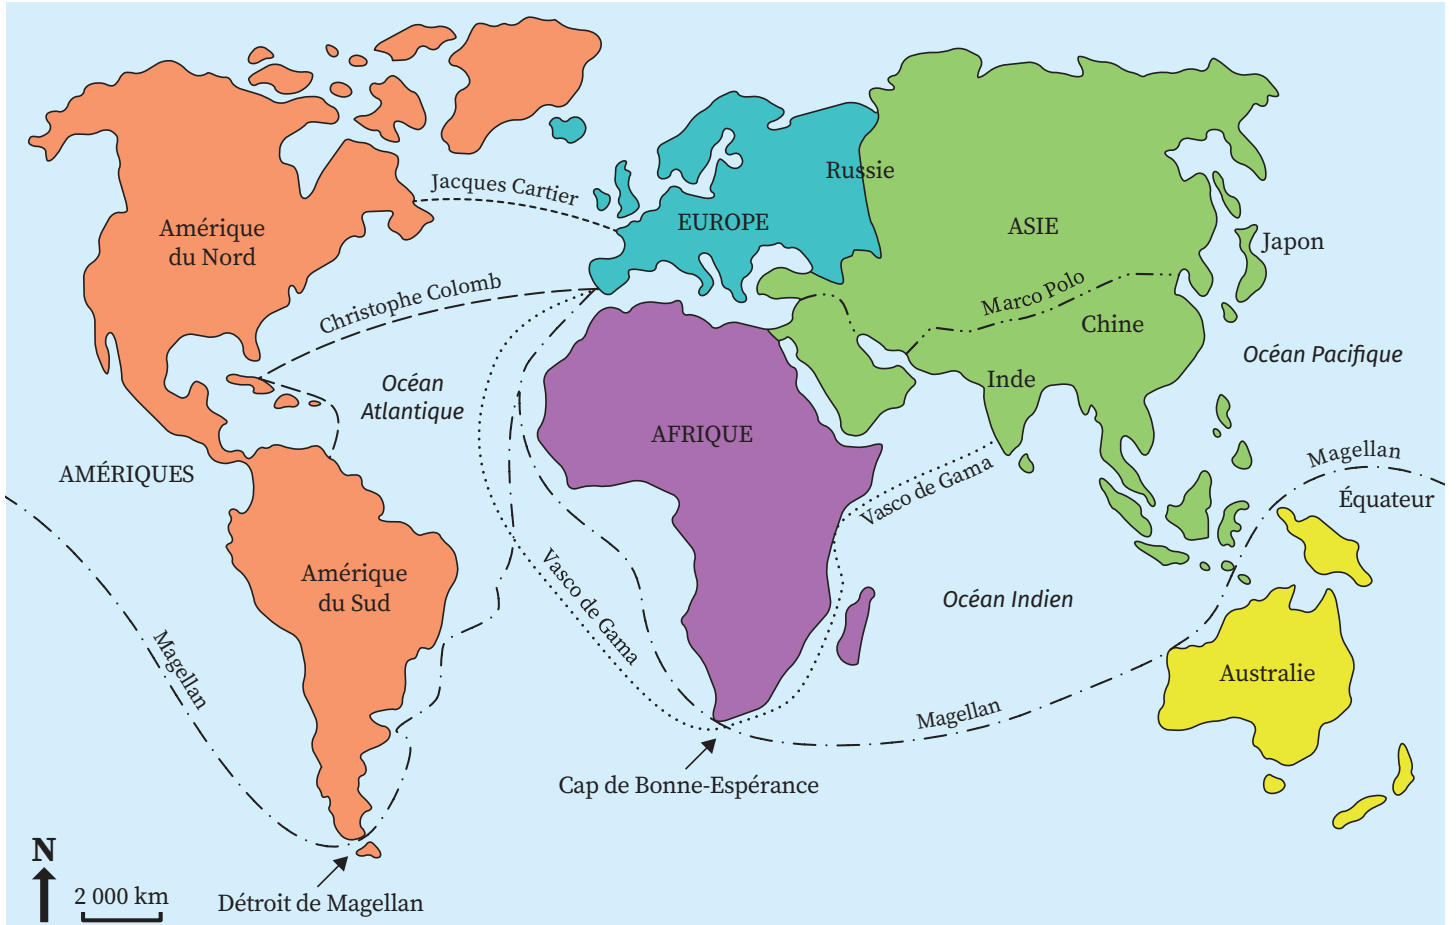 Jacques Cartier
Russie
Amérique
du Nord
EUROPE
ASIE
Japon
Christophe Colomb
Marco Polo
Chine
Océan Pacifique
Océan
Atlantique
Inde
AFRIQUE
AMÉRIQUES
Vasco de Gama
Magellan
Équateur
Amérique
du Sud
Vasco de Gama
Océan Indien
Magellan
Australie
Magellan
Cap de Bonne-Espérance
N
2 000 km
Détroit de Magellan